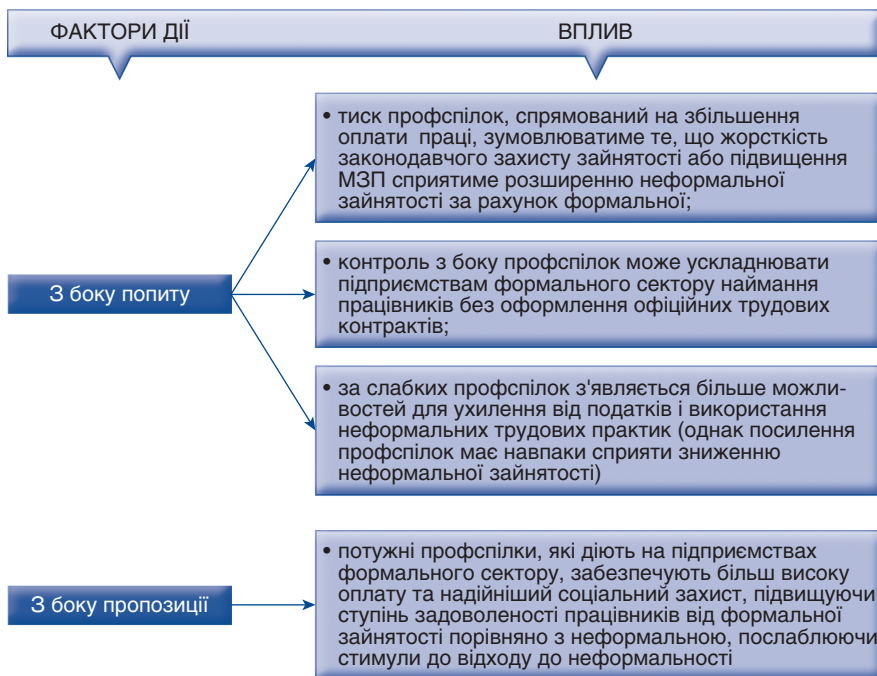 ФАКТОРИ ДІЇ ВПЛИВ
З боку попиту
• тиск профспілок, спрямований на збільшення
оплати праці, зумовлюватиме те, що жорсткість
законодавчого захисту зайнятості або підвищення
МЗП сприятиме розширенню неформальної
зайнятості за рахунок формальної;
• контроль з боку профспілок може ускладнювати
підприємствам формального сектору наймання
працівників без оформлення офіційних трудових
контрактів;
• за слабких профспілок з'являється більше можли-
востей для ухилення від податків і використання
неформальних трудових практик (однак посилення
профспілок має навпаки сприяти зниженню
неформальної зайнятості)
З боку пропозиції
• потужні профспілки, які діють на підприємствах
формального сектору, забезпечують більш високу
оплату та надійніший соціальний захист, підвищуючи
ступінь задоволеності працівників від формальної
зайнятості порівняно з неформальною, послаблюючи
стимули до відходу до неформальності